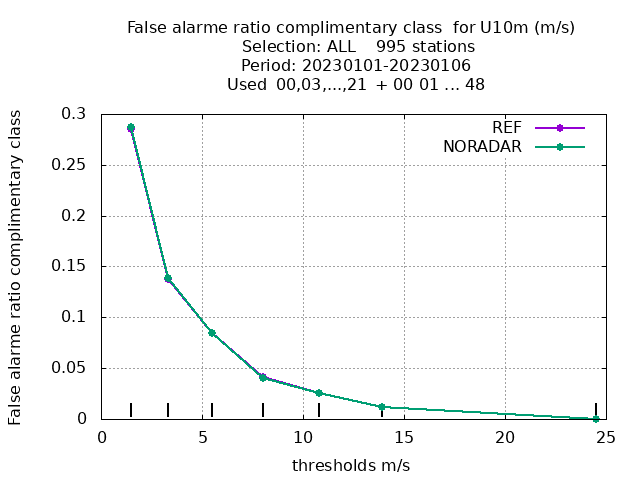 False alarme ratio complimentary class  for U10m (m/s)
Selection: ALL    995 stations
Period: 20230101-20230106
Used  00,03,...,21  + 00 01 ... 48
False alarme ratio complimentary class
0.3
0.25
0.2
0.15
0.1
0.05
0
REF
NORADAR
0 5 10 15 20 25
thresholds m/s